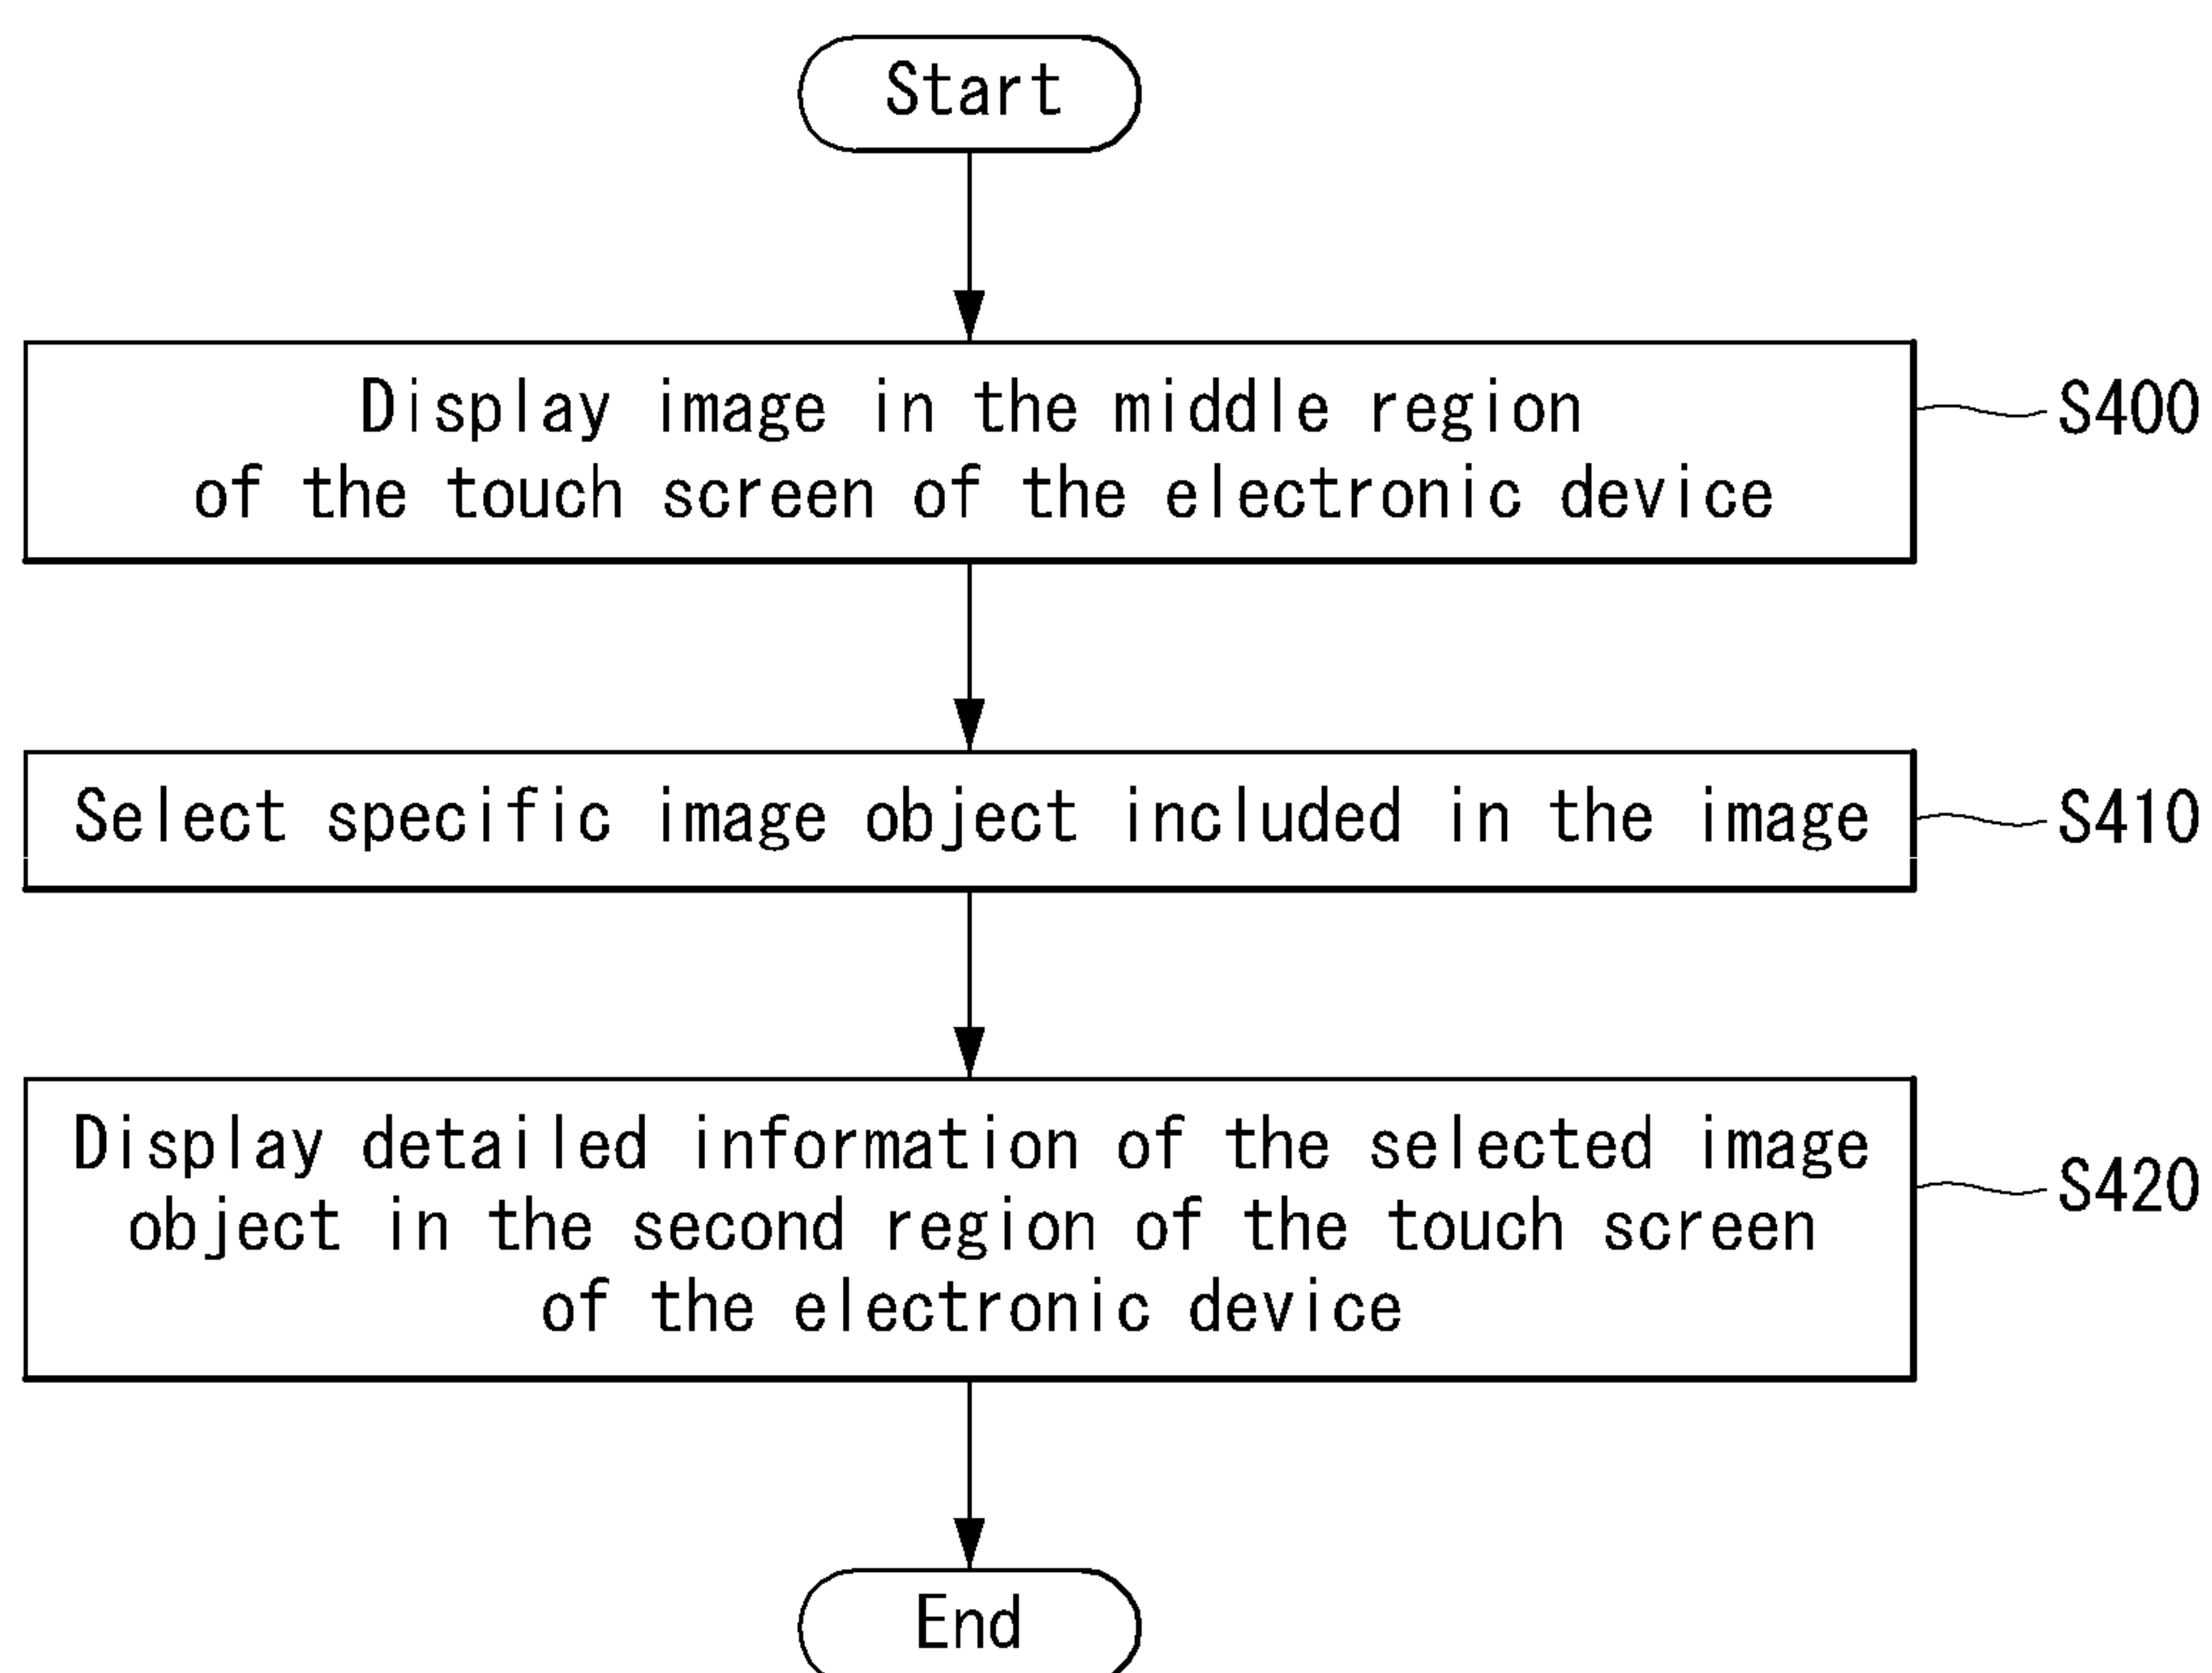 Start
Display image in the middle region
of the touch screen of the electronic device
S400
Select specific image object included in the image
S410
Display detailed information of the selected image
object in the second region of the touch screen
of the electronic device
S420
End